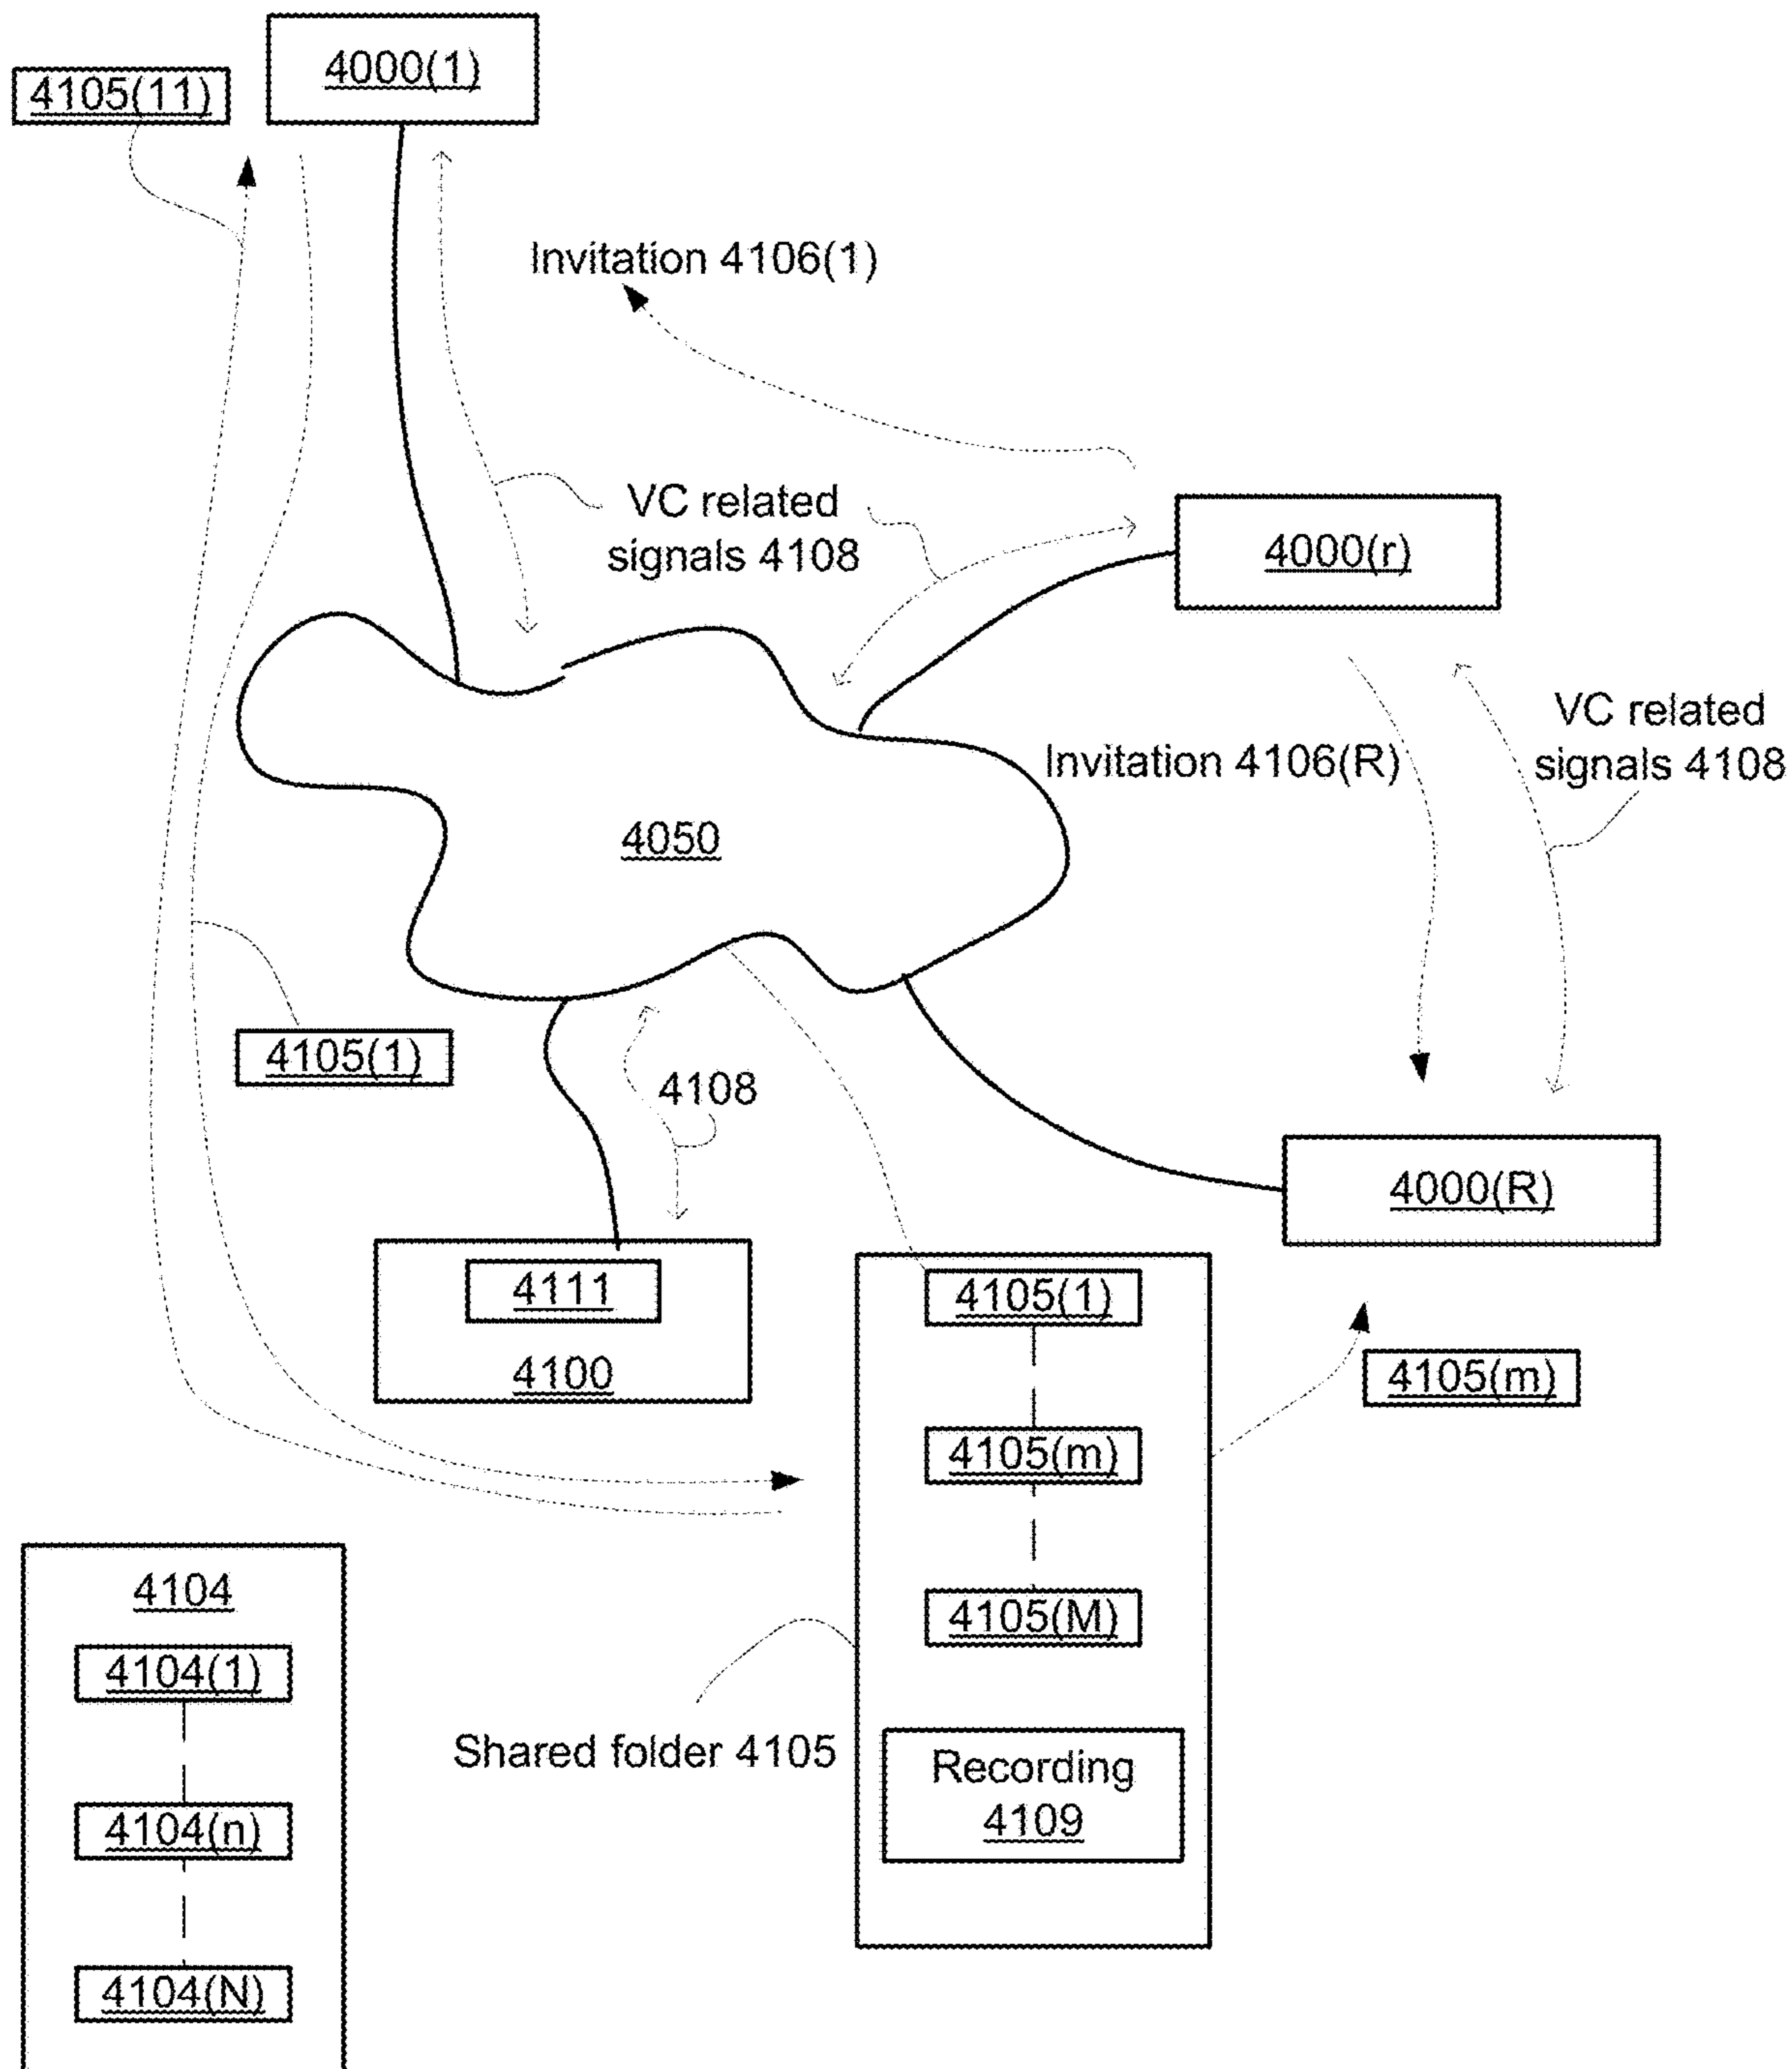 4000(1)
4105(11)
Invitation 4106(1)
VC related
signals 4108
4000(r)
VC related
signals 4108
Invitation 4106(R)
4050
4105(1)
4108
4000(R)
4111
4100
4105(1)
4105(m)
4105(m)
4105(M)
Shared folder 4105
Recording
4109
4104
4104(1)
4104(n)
4104(N)